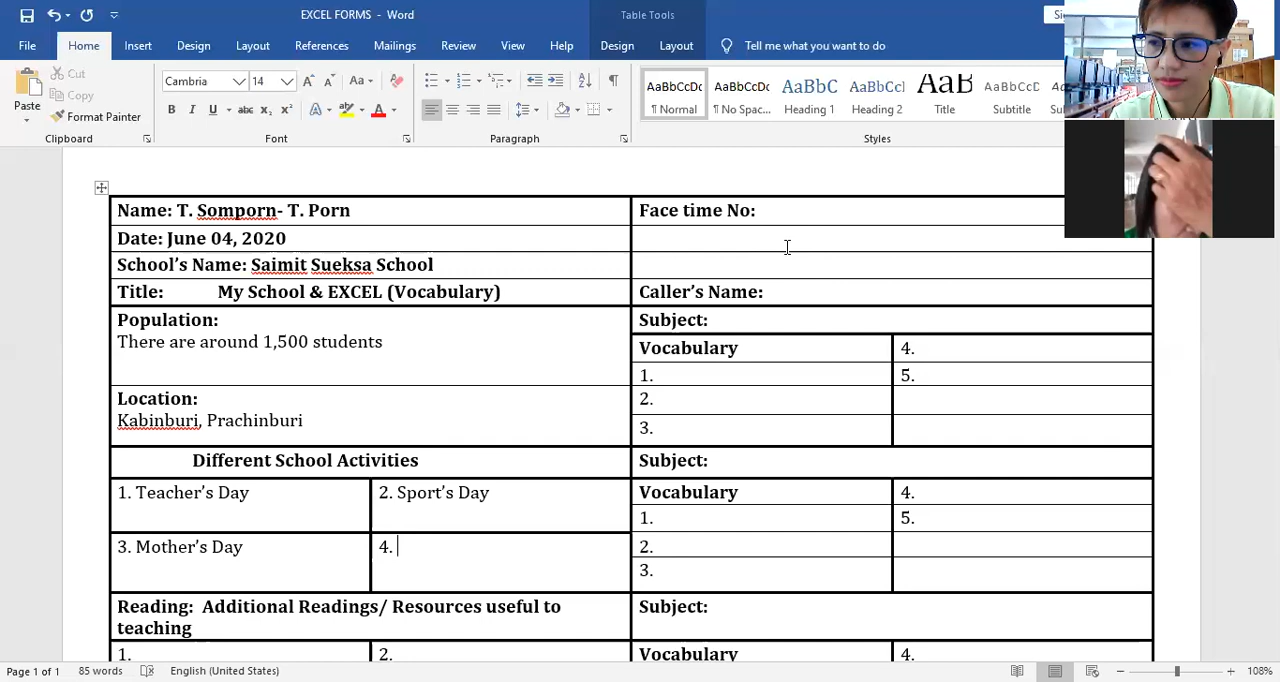 EXCEL FORMS - Word
Table Tools
File
Home
Insert
Design
Layout
References
Mailings
Review
View
Help
Design
Layout
Tell me what you want to do
Paste
Cut
Copy
Format Painter
Clipboard
Cambria
14
Font
Paragraph
AaBbCcDc
¶ Normal
AaBbCcDc
¶ No Spac...
AaBbC
Heading 1
AaBbCcI
Heading 2
AaB
Title
AaBbCcD
Subtitle
Styles
Name: T. Somporn- T. Porn
Face time No:
Date: June 04, 2020
School's Name: Saimit Sueksa School
Title: My School & EXCEL (Vocabulary)
Caller's Name:
Population:
There are around 1,500 students
Subject:
Vocabulary
4.
1.
5.
2.
3.
Location:
Kabinburi, Prachinburi
Different School Activities
Subject:
1. Teacher's Day
2. Sport's Day
Vocabulary
4.
1.
5.
3. Mother's Day
4.
2.
3.
Reading: Additional Readings/ Resources useful to
teaching
Subject:
1.
2.
Vocabulary
4.
Page 1 of 1
85 words
English (United States)
108%